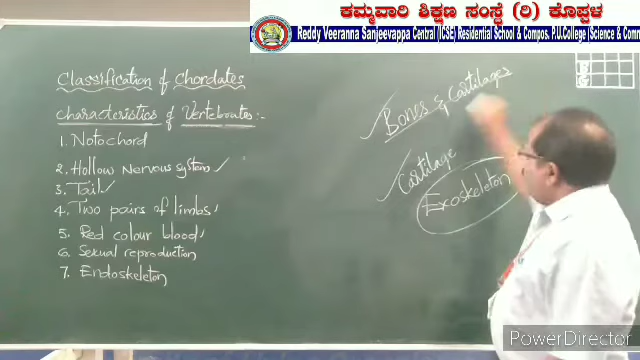 ಕಮ್ಮವಾರಿ ಶಿಕ್ಷಣ ಸಂಸ್ಥೆ (ರಿ) ಕೊಪ್ಪಳ
Reddy Veeranna Sanjeevappa Central (ICSE) Residential School & Compos. P.U.College (Science & Comm
Classification of Chordates
Characteristics of Vertebrates :-
1. Notochord
2. Hollow Nervous system
3. Tail
4. Two pairs of limbs
5. Red colour blood
6. Sexual reproduction
7. Endoskeleton
Bones & Cartilages
Cartilage
Exoskeleton
PowerDirector